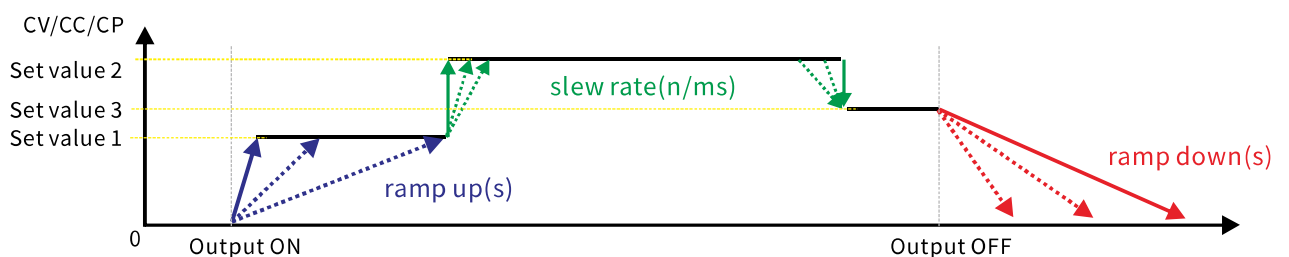 CV/CC/CP
Set value 2
slew rate(n/ms)
Set value 3
Set value 1
ramp down(s)
ramp up(s)
0
Output ON
Output OFF